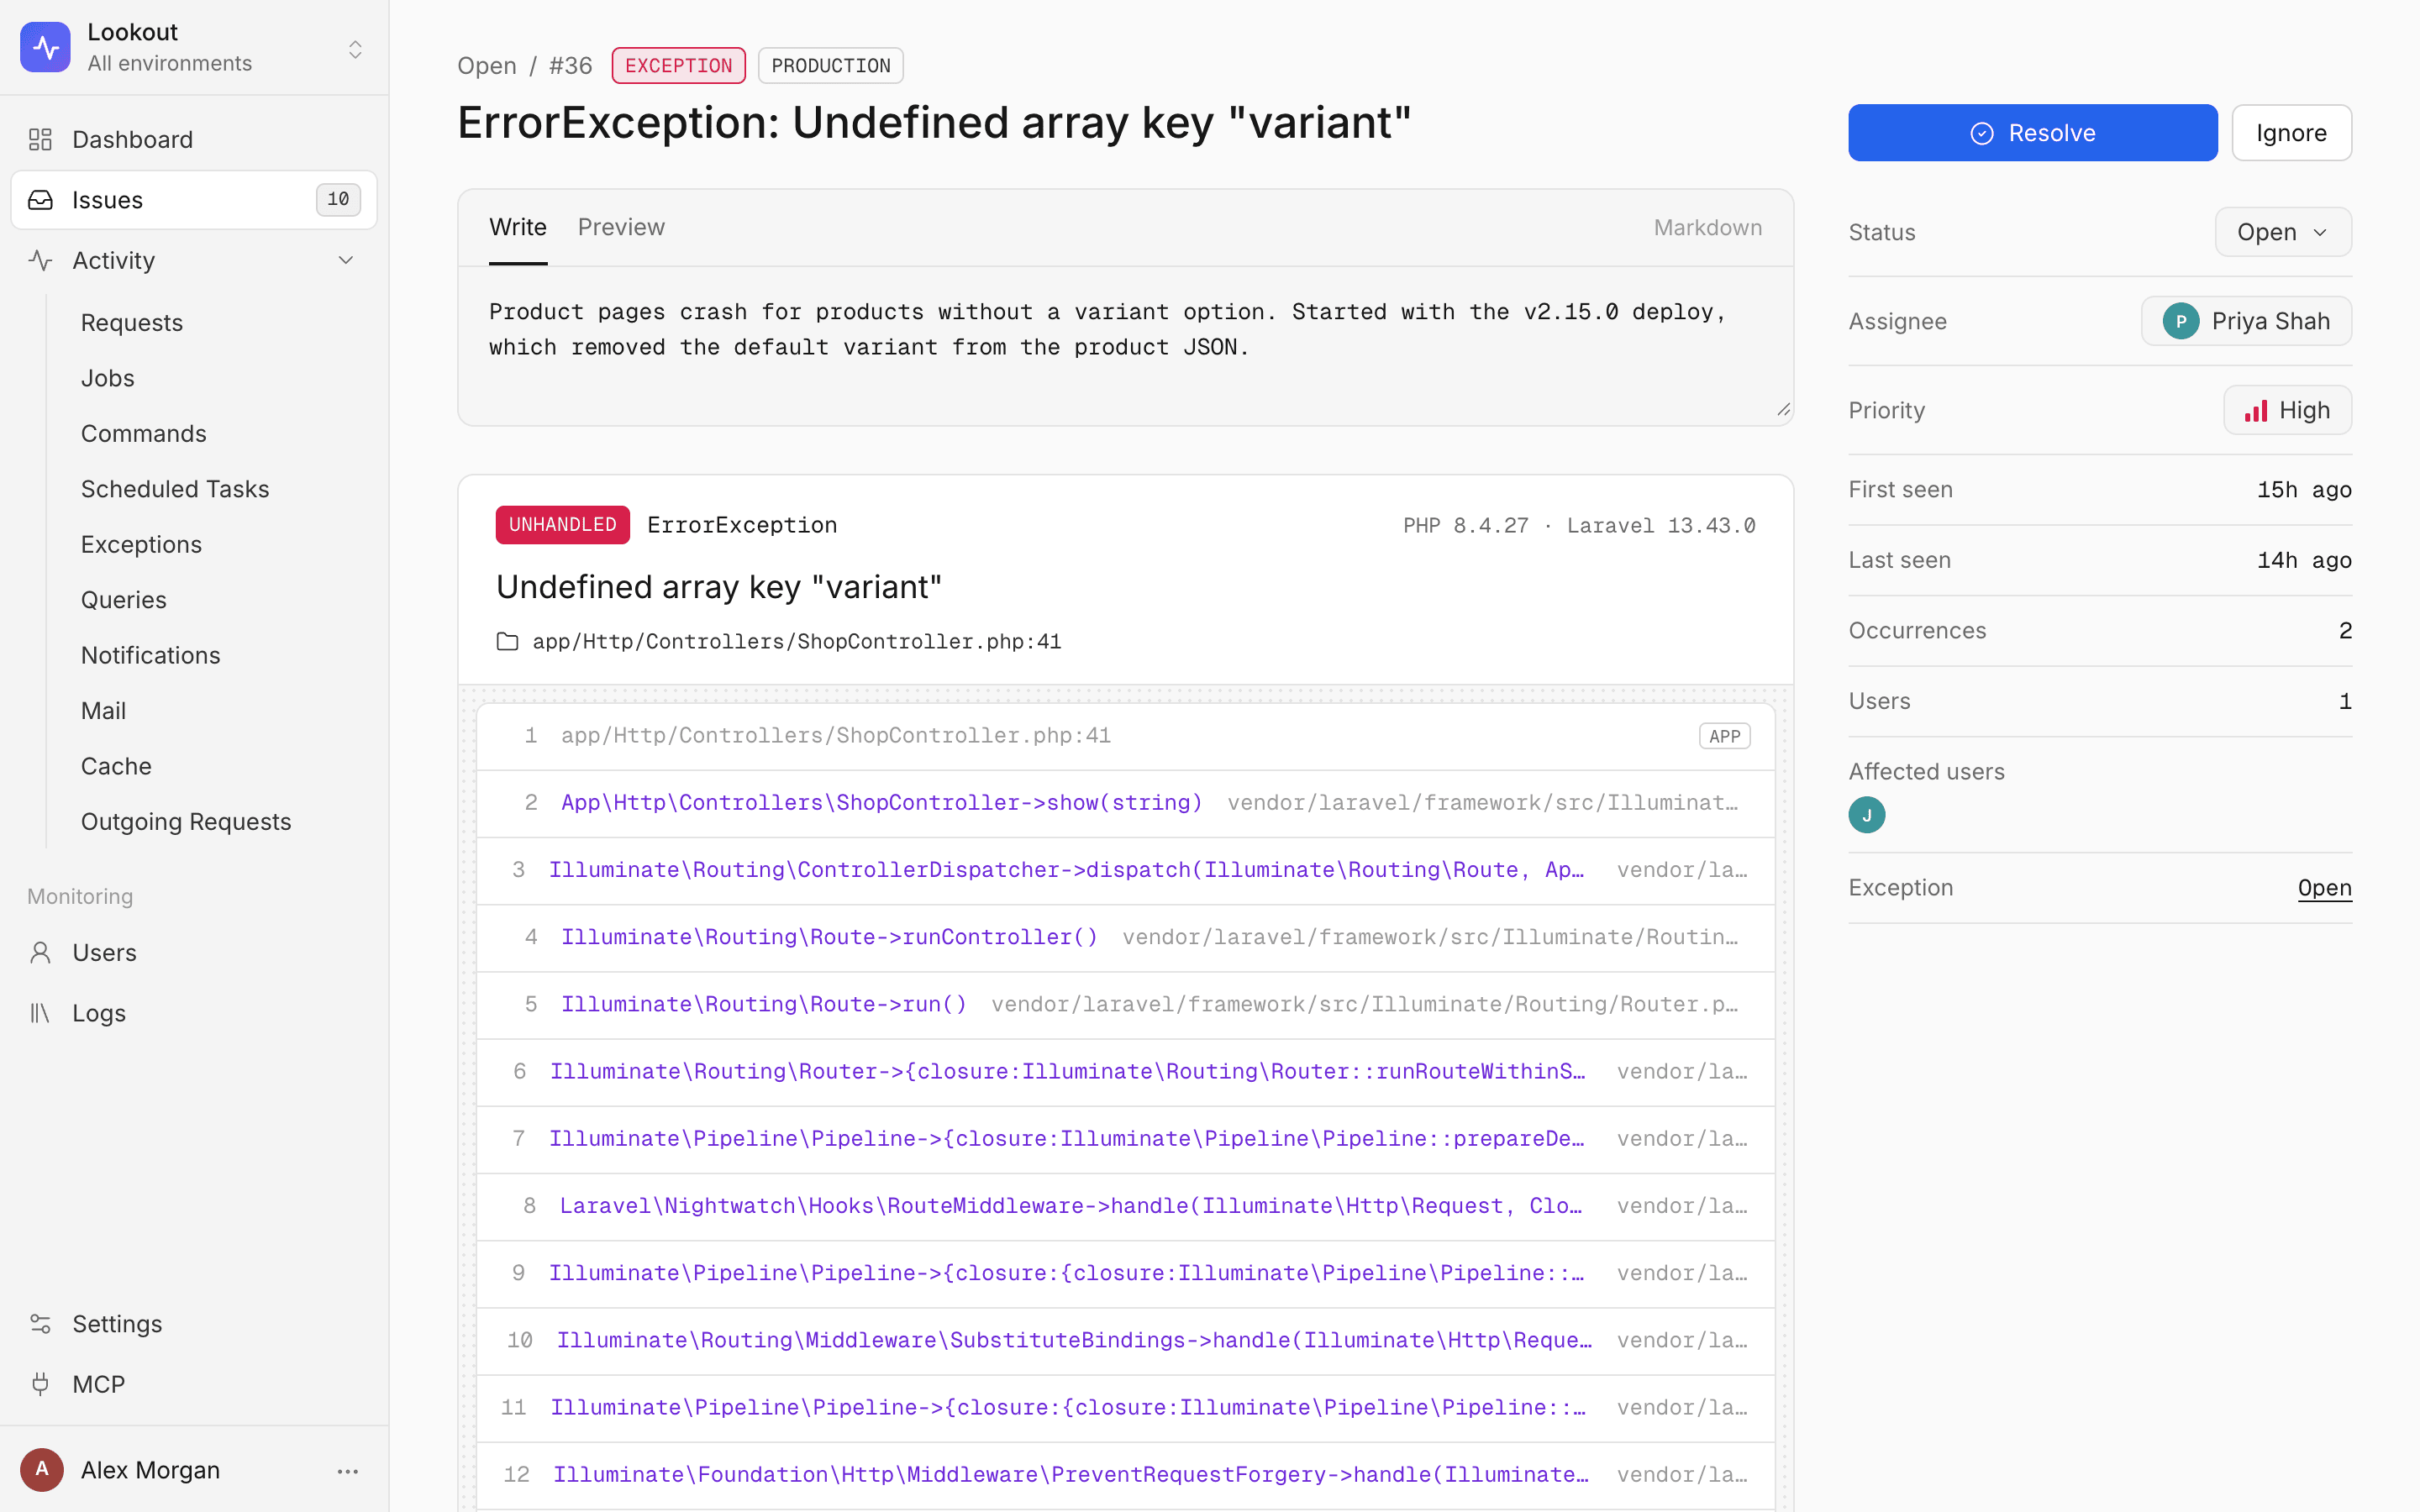 Lookout
All environments
Dashboard
Issues 10
Activity
Requests
Jobs
Commands
Scheduled Tasks
Exceptions
Queries
Notifications
Mail
Cache
Outgoing Requests
Monitoring
Users
Logs
Settings
MCP
A Alex Morgan
Open / #36 EXCEPTION PRODUCTION
ErrorException: Undefined array key "variant"
Write Preview Markdown
Product pages crash for products without a variant option. Started with the v2.15.0 deploy,
which removed the default variant from the product JSON.
UNHANDLED ErrorException PHP 8.4.27 · Laravel 13.43.0
Undefined array key "variant"
app/Http/Controllers/ShopController.php:41
1 app/Http/Controllers/ShopController.php:41 APP
2 App\Http\Controllers\ShopController->show(string) vendor/laravel/framework/src/Illuminat…
3 Illuminate\Routing\ControllerDispatcher->dispatch(Illuminate\Routing\Route, Ap… vendor/la…
4 Illuminate\Routing\Route->runController() vendor/laravel/framework/src/Illuminate/Routin…
5 Illuminate\Routing\Route->run() vendor/laravel/framework/src/Illuminate/Routing/Router.p…
6 Illuminate\Routing\Router->{closure:Illuminate\Routing\Router::runRouteWithinS… vendor/la…
7 Illuminate\Pipeline\Pipeline->{closure:Illuminate\Pipeline\Pipeline::prepareDe… vendor/la…
8 Laravel\Nightwatch\Hooks\RouteMiddleware->handle(Illuminate\Http\Request, Clo… vendor/la…
9 Illuminate\Pipeline\Pipeline->{closure:{closure:Illuminate\Pipeline\Pipeline::… vendor/la…
10 Illuminate\Routing\Middleware\SubstituteBindings->handle(Illuminate\Http\Reque… vendor/la…
11 Illuminate\Pipeline\Pipeline->{closure:{closure:Illuminate\Pipeline\Pipeline::… vendor/la…
12 Illuminate\Foundation\Http\Middleware\PreventRequestForgery->handle(Illuminate… vendor/la…
Resolve Ignore
Status Open
Assignee P Priya Shah
Priority High
First seen 15h ago
Last seen 14h ago
Occurrences 2
Users 1
Affected users
J
Exception Open